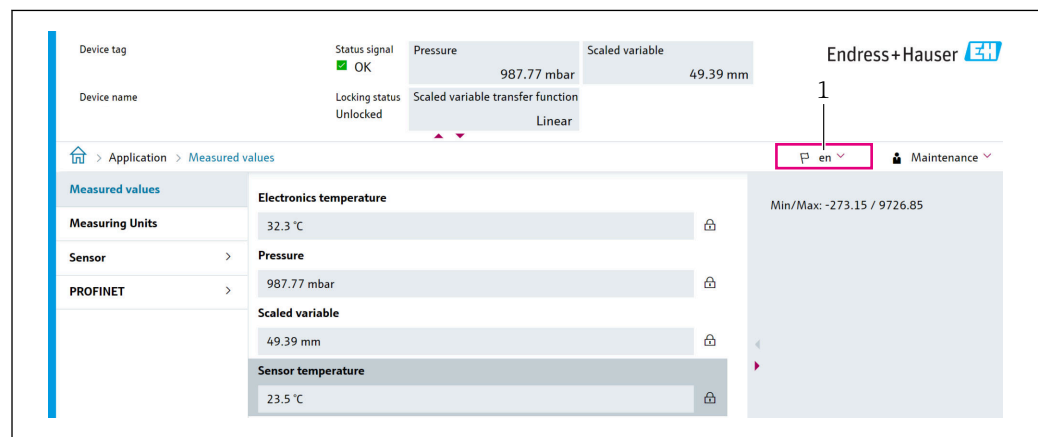 Device tag
Status signal
OK
Pressure
987.77 mbar
Scaled variable
49.39 mm
Endress+Hauser EH
Device name
Locking status
Unlocked
Scaled variable transfer function
Linear
1
> Application > Measured values
en
Maintenance
Measured values
Measuring Units
Sensor >
PROFINET >
Electronics temperature
32.3 °C
Pressure
987.77 mbar
Scaled variable
49.39 mm
Sensor temperature
23.5 °C
Min/Max: -273.15 / 9726.85